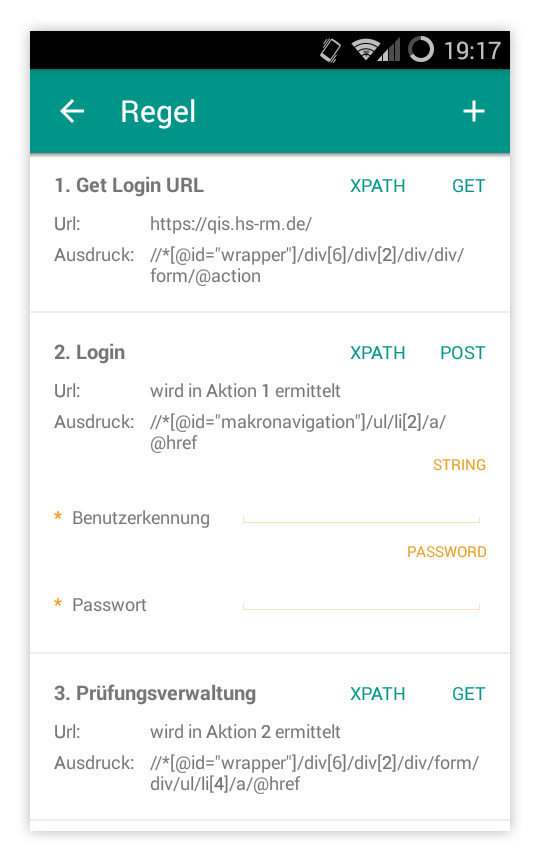 19:17
Regel
1. Get Login URL XPATH GET
Url: https://qis.hs-rm.de/
Ausdruck: //*[@id="wrapper"]/div[6]/div[2]/div/div/
form/@action
2. Login XPATH POST
Url: wird in Aktion 1 ermittelt
Ausdruck: //*[@id="makronavigation"]/ul/li[2]/a/
@href
STRING
* Benutzerkennung
PASSWORD
* Passwort
3. Prüfungsverwaltung XPATH GET
Url: wird in Aktion 2 ermittelt
Ausdruck: //*[@id="wrapper"]/div[6]/div[2]/div/form/
div/ul/li[4]/a/@href